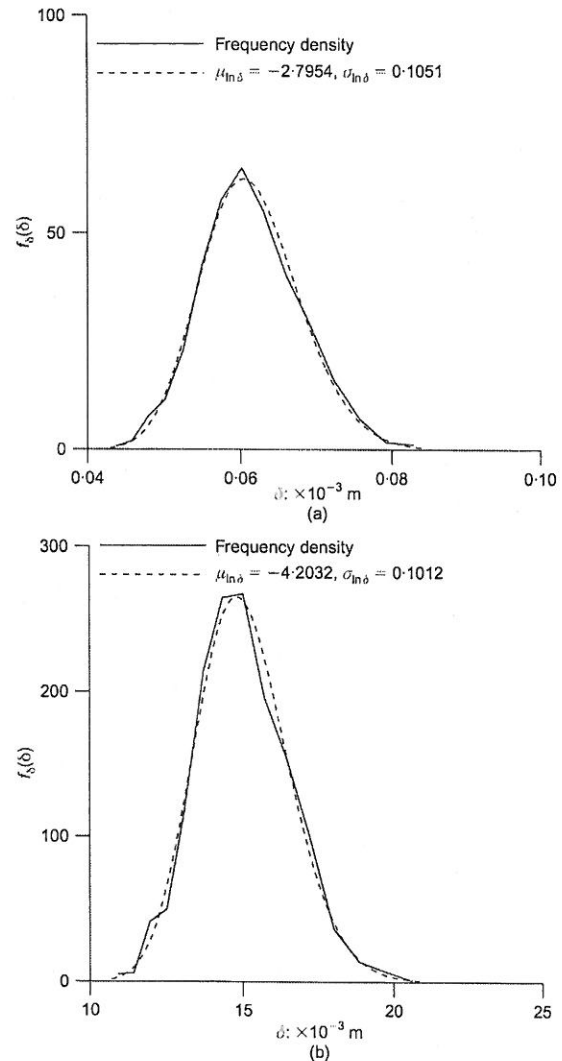 100
Frequency density
μln δ = −2·7954, σln δ = 0·1051
50
fδ(δ)
0
0·04
0·06
0·08
0·10
δ: ×10⁻³ m
(a)
300
Frequency density
μln δ = −4·2032, σln δ = 0·1012
200
fδ(δ)
100
0
10
15
20
25
δ: ×10⁻³ m
(b)